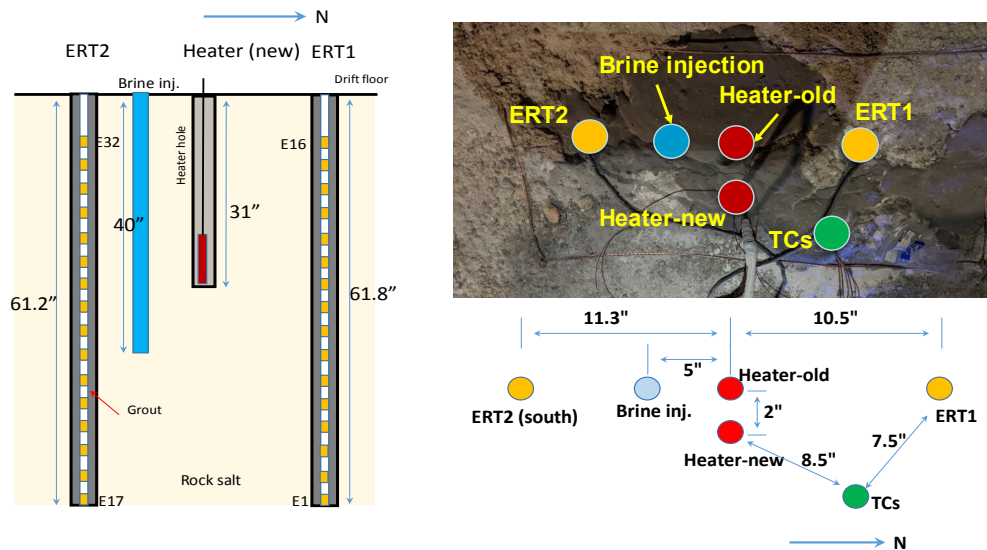 N
ERT2
Heater (new)
ERT1
Brine inj.
Drift floor
E32
E16
Heater hole
40”
31”
61.2”
61.8”
Grout
Rock salt
E17
E1
Brine injection
Heater-old
ERT2
ERT1
Heater-new
TCs
11.3"
10.5"
5"
Heater-old
2"
ERT2 (south)
Brine inj.
ERT1
Heater-new
7.5"
8.5"
TCs
N